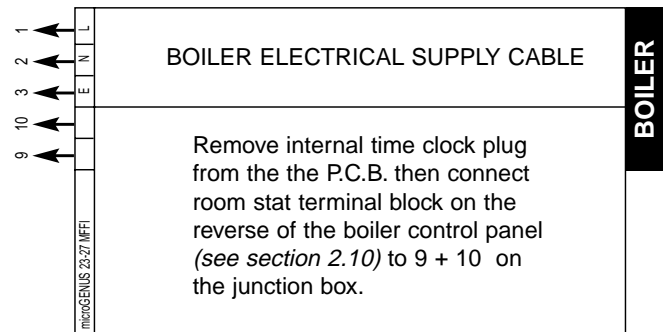 1 L
2 N
3 E
10
9
BOILER ELECTRICAL SUPPLY CABLE
Remove internal time clock plug
from the the P.C.B. then connect
room stat terminal block on the
reverse of the boiler control panel
(see section 2.10) to 9 + 10 on
the junction box.
microGENUS 23-27 MFFI
BOILER